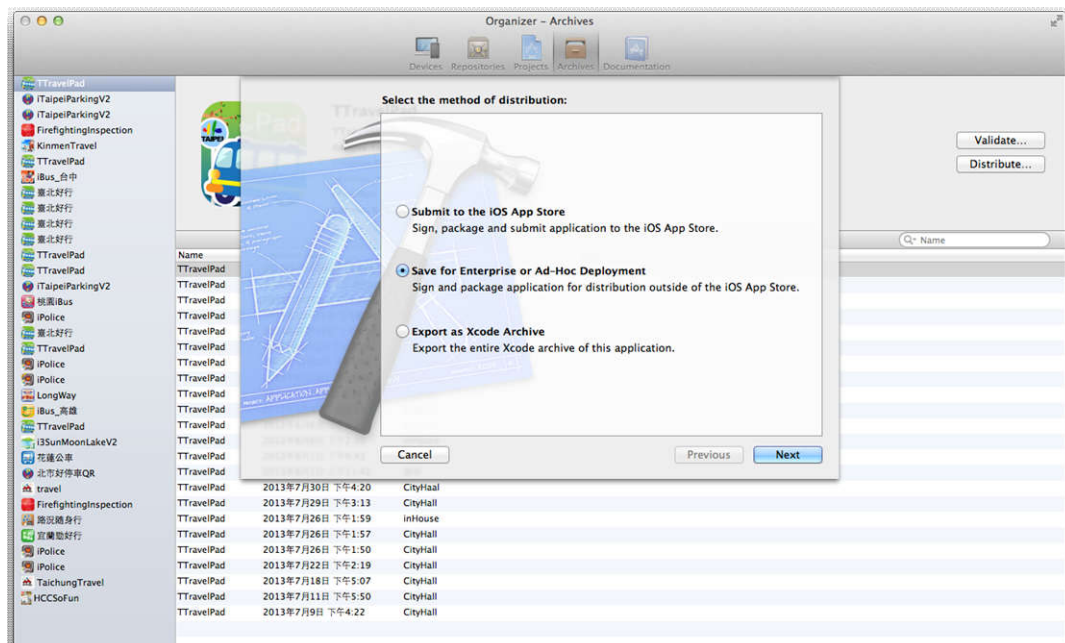 Organizer – Archives
Devices Repositories Projects Archives Documentation
TTravelPad
iTaipeiParkingV2
iTaipeiParkingV2
FirefightingInspection
KinmenTravel
TTravelPad
iBus_台中
臺北好行
臺北好行
臺北好行
臺北好行
TTravelPad
TTravelPad
iTaipeiParkingV2
桃園iBus
iPolice
臺北好行
TTravelPad
iPolice
iPolice
LongWay
iBus_高雄
TTravelPad
i3SunMoonLakeV2
花蓮公車
北市好停車QR
travel
FirefightingInspection
路況隨身行
宜蘭勁好行
iPolice
iPolice
TaichungTravel
HCCSoFun
TAIPEI
Validate...
Distribute...
Name
Select the method of distribution:
Submit to the iOS App Store
Sign, package and submit application to the iOS App Store.
Save for Enterprise or Ad-Hoc Deployment
Sign and package application for distribution outside of the iOS App Store.
Export as Xcode Archive
Export the entire Xcode archive of this application.
Cancel Previous Next
Name
TTravelPad
TTravelPad
TTravelPad
TTravelPad
TTravelPad
TTravelPad
TTravelPad
TTravelPad
TTravelPad
TTravelPad
TTravelPad
TTravelPad
TTravelPad
TTravelPad
TTravelPad 2013年7月30日 下午4:20 CityHaal
TTravelPad 2013年7月29日 下午3:13 CityHall
TTravelPad 2013年7月26日 下午1:59 inHouse
TTravelPad 2013年7月26日 下午1:57 CityHall
TTravelPad 2013年7月26日 下午1:50 CityHall
TTravelPad 2013年7月22日 下午2:19 CityHall
TTravelPad 2013年7月18日 下午5:07 CityHall
TTravelPad 2013年7月11日 下午5:50 CityHall
TTravelPad 2013年7月9日 下午4:22 CityHall